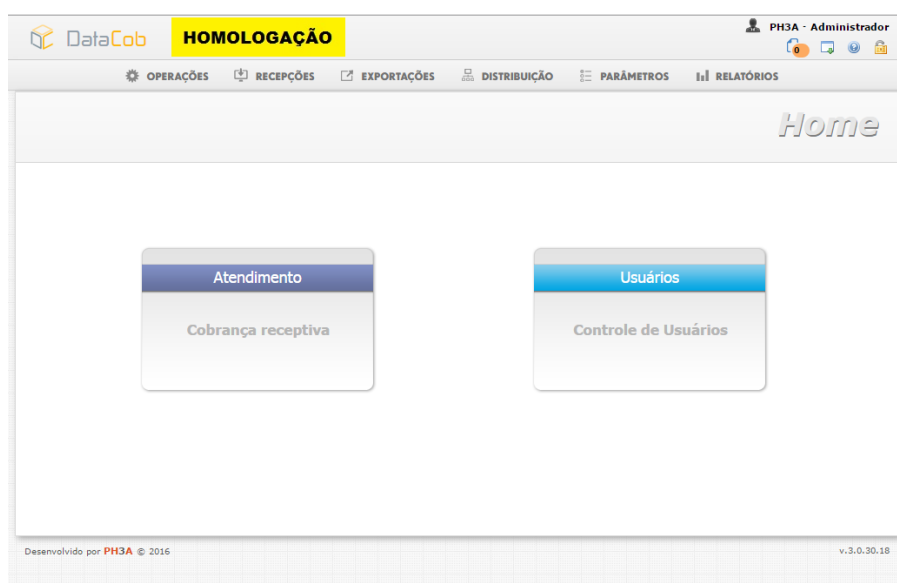 DataCob
HOMOLOGAÇÃO
PH3A - Administrador
0
OPERAÇÕES RECEPÇÕES EXPORTAÇÕES DISTRIBUIÇÃO PARÂMETROS RELATÓRIOS
Home
Atendimento
Cobrança receptiva
Usuários
Controle de Usuários
Desenvolvido por PH3A © 2016
v.3.0.30.18